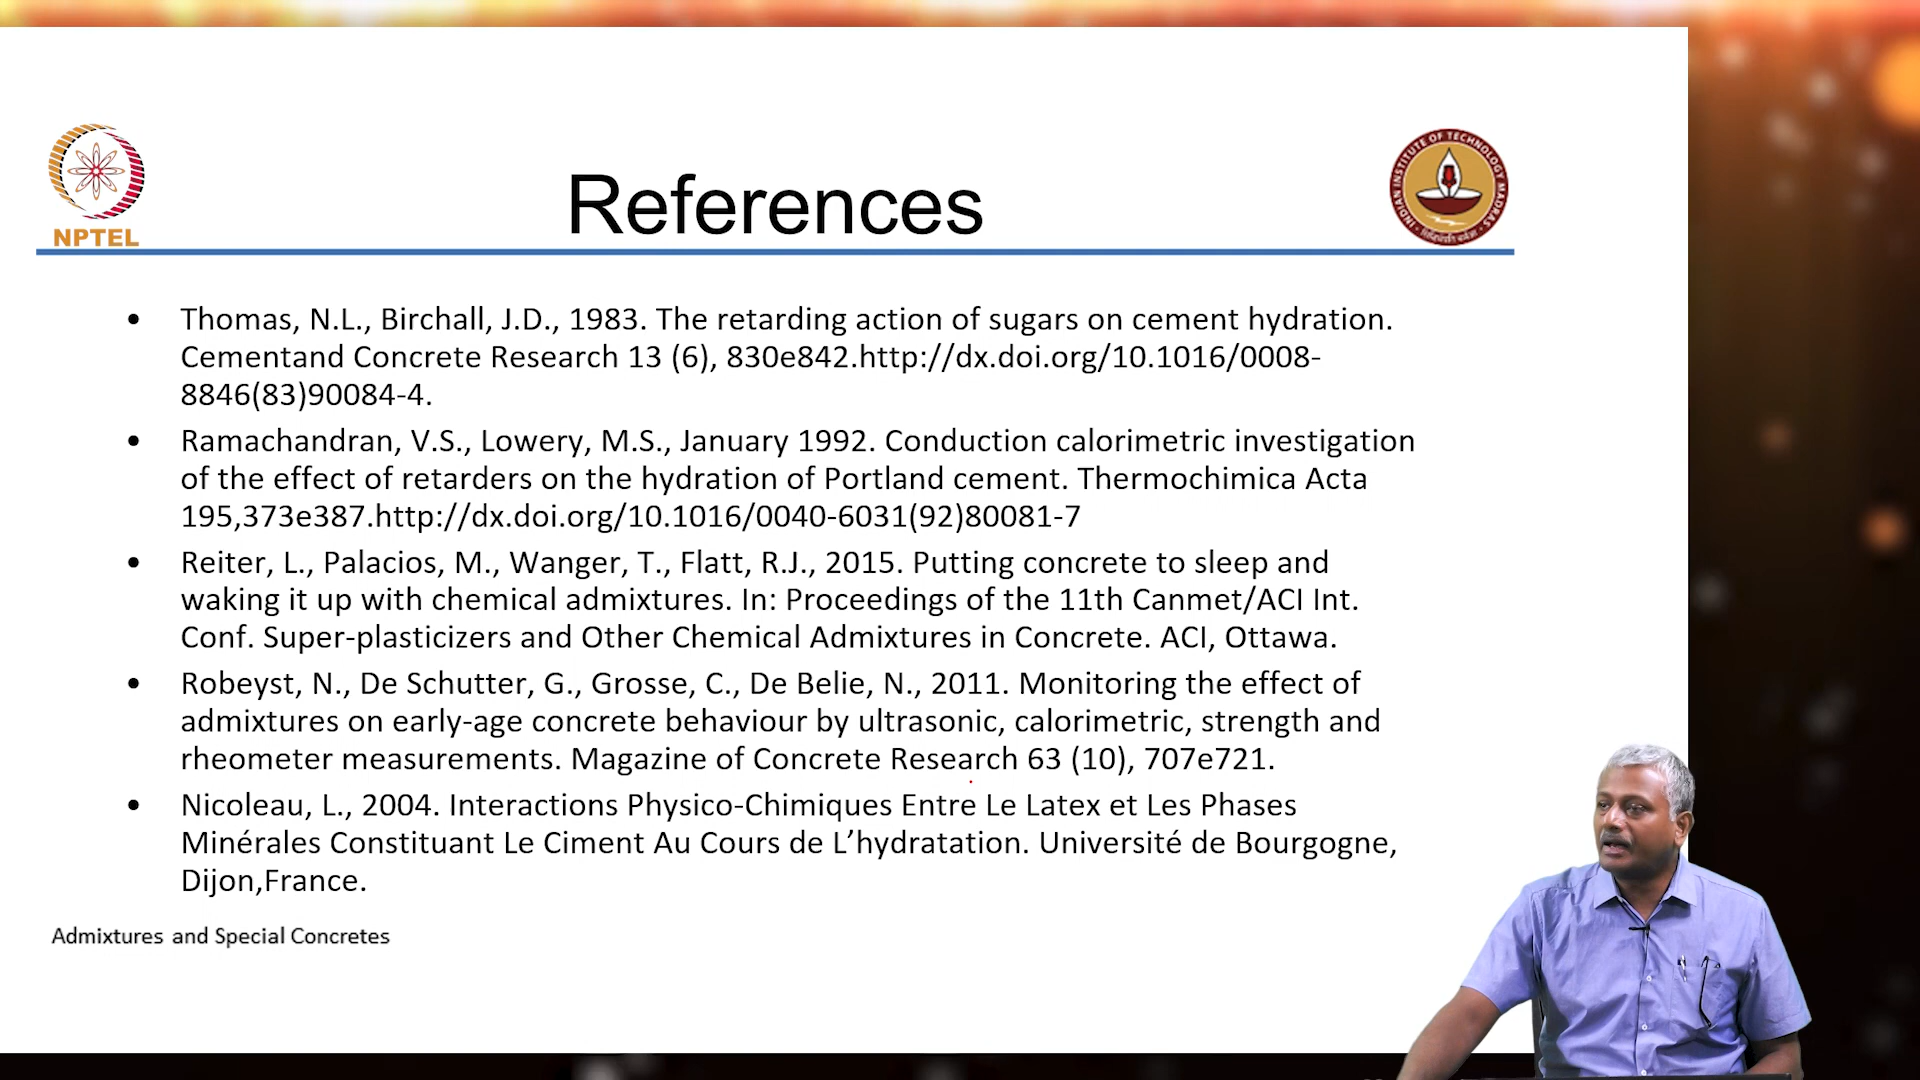 NPTEL
INDIAN INSTITUTE OF TECHNOLOGY MADRAS
References
• Thomas, N.L., Birchall, J.D., 1983. The retarding action of sugars on cement hydration.
Cementand Concrete Research 13 (6), 830e842.http://dx.doi.org/10.1016/0008-
8846(83)90084-4.
• Ramachandran, V.S., Lowery, M.S., January 1992. Conduction calorimetric investigation
of the effect of retarders on the hydration of Portland cement. Thermochimica Acta
195,373e387.http://dx.doi.org/10.1016/0040-6031(92)80081-7
• Reiter, L., Palacios, M., Wanger, T., Flatt, R.J., 2015. Putting concrete to sleep and
waking it up with chemical admixtures. In: Proceedings of the 11th Canmet/ACI Int.
Conf. Super-plasticizers and Other Chemical Admixtures in Concrete. ACI, Ottawa.
• Robeyst, N., De Schutter, G., Grosse, C., De Belie, N., 2011. Monitoring the effect of
admixtures on early-age concrete behaviour by ultrasonic, calorimetric, strength and
rheometer measurements. Magazine of Concrete Research 63 (10), 707e721.
• Nicoleau, L., 2004. Interactions Physico-Chimiques Entre Le Latex et Les Phases
Minérales Constituant Le Ciment Au Cours de L’hydratation. Université de Bourgogne,
Dijon,France.
Admixtures and Special Concretes